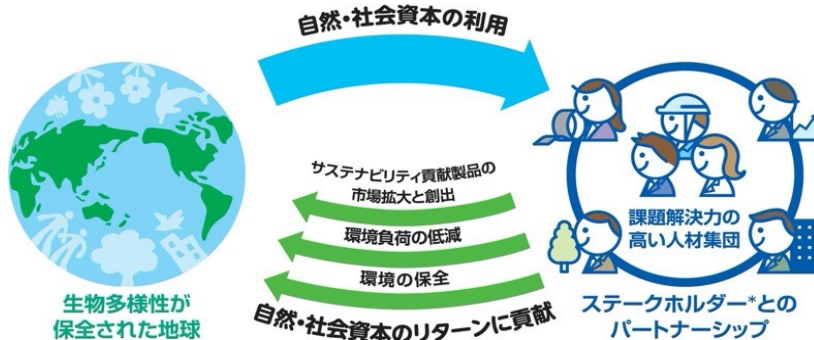 自然・社会資本の利用
サステナビリティ貢献製品の
市場拡大と創出
環境負荷の低減
環境の保全
自然・社会資本のリターンに貢献
生物多様性が
保全された地球
課題解決力の
高い人材集団
ステークホルダー*との
パートナーシップ